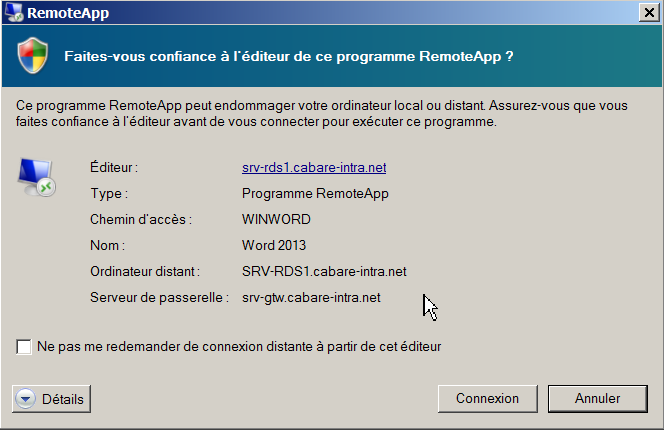 RemoteApp
Faites-vous confiance à l'éditeur de ce programme RemoteApp ?
Ce programme RemoteApp peut endommager votre ordinateur local ou distant. Assurez-vous que vous
faites confiance à l'éditeur avant de vous connecter pour exécuter ce programme.
Éditeur : srv-rds1.cabare-intra.net
Type : Programme RemoteApp
Chemin d'accès : WINWORD
Nom : Word 2013
Ordinateur distant : SRV-RDS1.cabare-intra.net
Serveur de passerelle : srv-gtw.cabare-intra.net
Ne pas me redemander de connexion distante à partir de cet éditeur
Détails Connexion Annuler